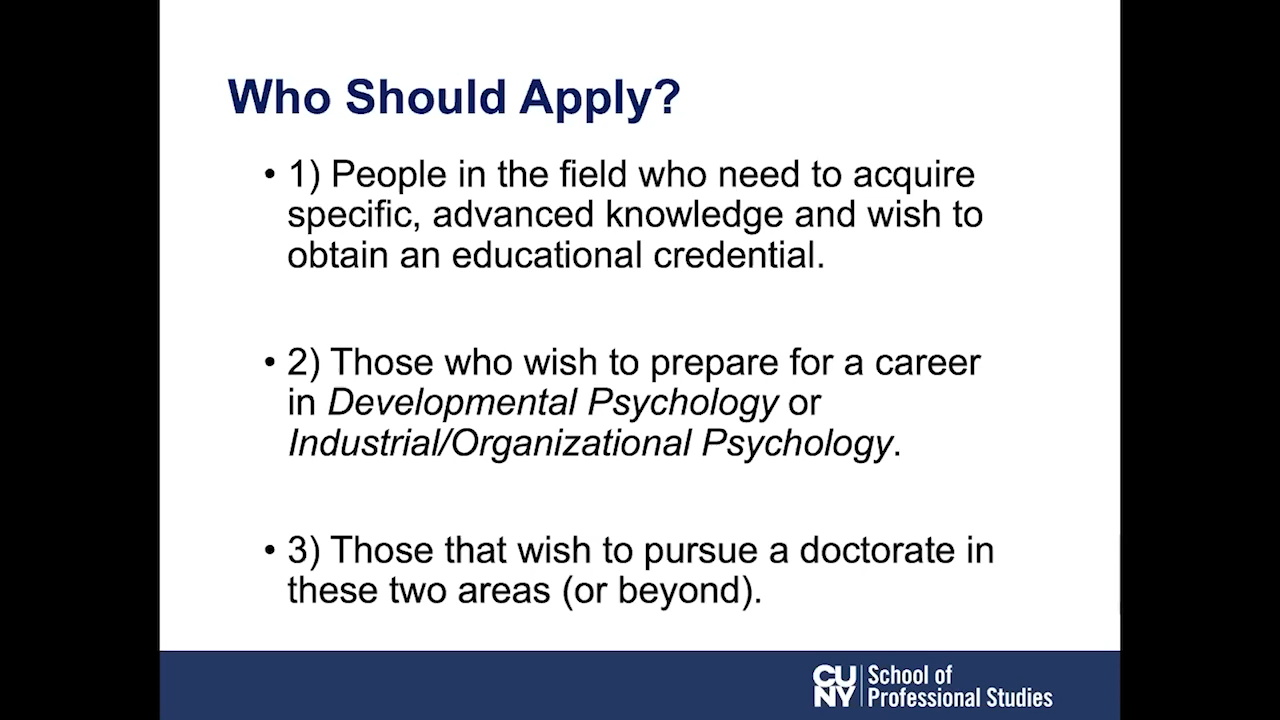 Who Should Apply?
• 1) People in the field who need to acquire
specific, advanced knowledge and wish to
obtain an educational credential.
• 2) Those who wish to prepare for a career
in Developmental Psychology or
Industrial/Organizational Psychology.
• 3) Those that wish to pursue a doctorate in
these two areas (or beyond).
CU
NY
School of
Professional Studies